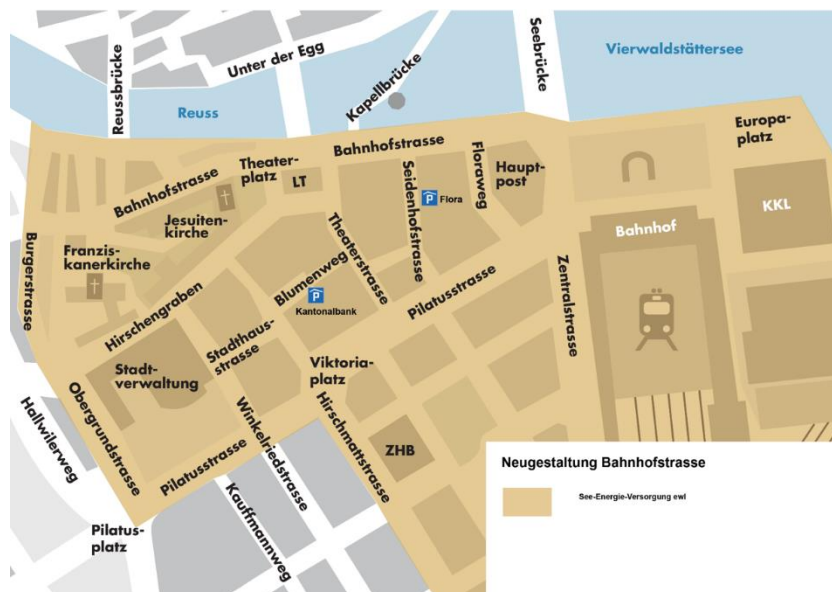 Reussbrücke
Unter der Egg
Reuss
Kapellbrücke
Seebrücke
Vierwaldstättersee
Europa-
platz
Bahnhofstrasse
Theater-
platz
LT
Bahnhofstrasse
Jesuiten-
kirche
Seidenhofstrasse
P Flora
Floraweg
Haupt-
post
KKL
Bahnhof
Burgerstrasse
Franzis-
kanerkirche
Hirschengraben
Blumenweg
Theaterstrasse
P
Kantonalbank
Pilatusstrasse
Zentralstrasse
Stadt-
verwaltung
Stadthaus-
strasse
Viktoria-
platz
Hallwilerweg
Obergrundstrasse
Pilatusstrasse
Winkelriedstrasse
Hirschmattstrasse
ZHB
Kauffmannweg
Pilatus-
platz
Neugestaltung Bahnhofstrasse
See-Energie-Versorgung ewl